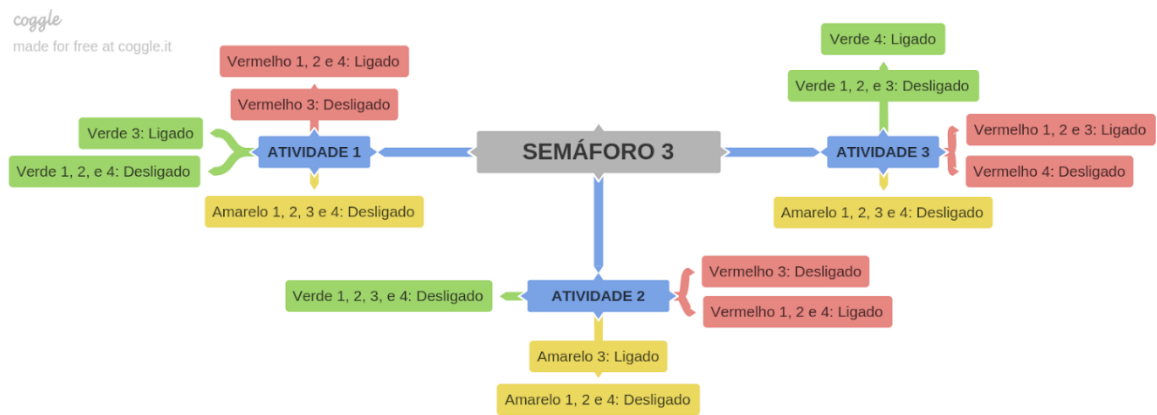 coggle
made for free at coggle.it
SEMÁFORO 3
ATIVIDADE 1
Vermelho 1, 2 e 4: Ligado
Vermelho 3: Desligado
Verde 3: Ligado
Verde 1, 2, e 4: Desligado
Amarelo 1, 2, 3 e 4: Desligado
ATIVIDADE 2
Verde 1, 2, 3, e 4: Desligado
Vermelho 3: Desligado
Vermelho 1, 2 e 4: Ligado
Amarelo 3: Ligado
Amarelo 1, 2 e 4: Desligado
ATIVIDADE 3
Verde 4: Ligado
Verde 1, 2, e 3: Desligado
Vermelho 1, 2 e 3: Ligado
Vermelho 4: Desligado
Amarelo 1, 2, 3 e 4: Desligado